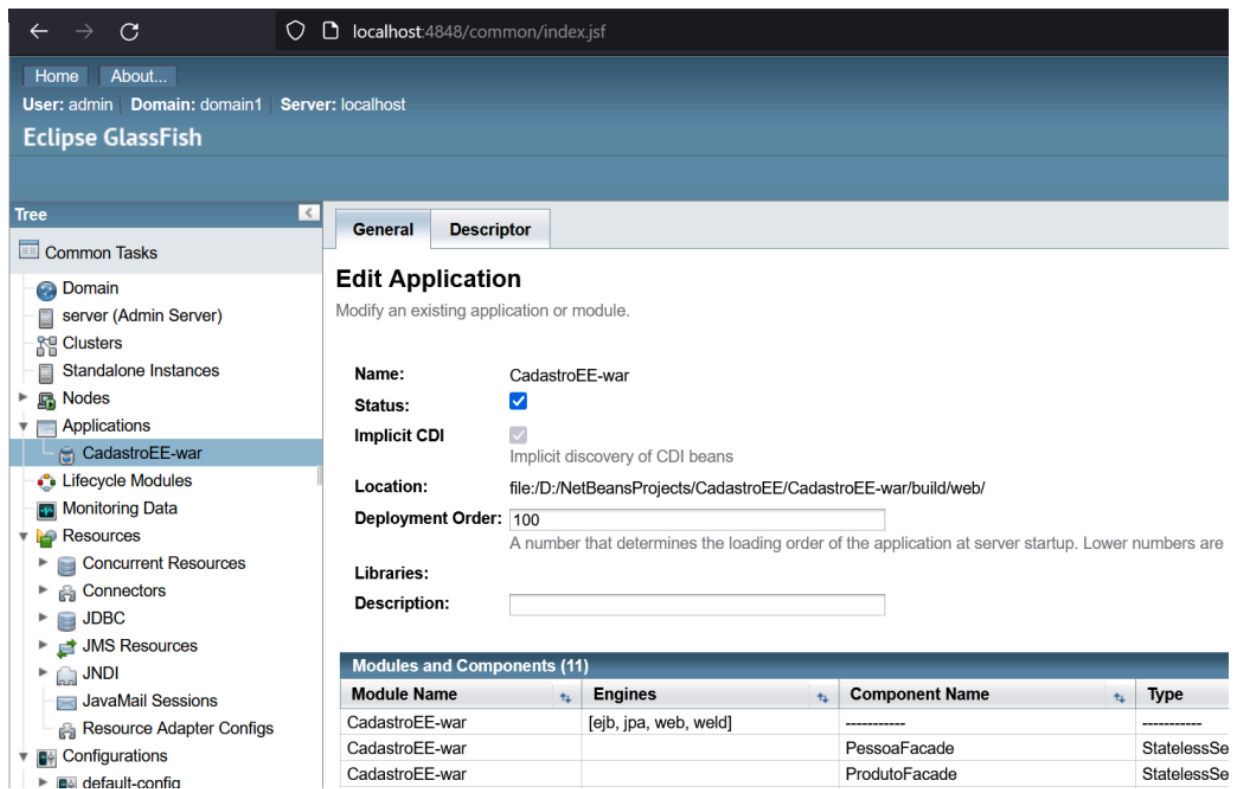 localhost:4848/common/index.jsf
Home About...
User: admin Domain: domain1 Server: localhost
Eclipse GlassFish
Tree
Common Tasks
Domain
server (Admin Server)
Clusters
Standalone Instances
Nodes
Applications
CadastroEE-war
Lifecycle Modules
Monitoring Data
Resources
Concurrent Resources
Connectors
JDBC
JMS Resources
JNDI
JavaMail Sessions
Resource Adapter Configs
Configurations
default-config
General Descriptor
Edit Application
Modify an existing application or module.
Name: CadastroEE-war
Status:
Implicit CDI
Implicit discovery of CDI beans
Location: file:/D:/NetBeansProjects/CadastroEE/CadastroEE-war/build/web/
Deployment Order: 100
A number that determines the loading order of the application at server startup. Lower numbers are
Libraries:
Description:
Modules and Components (11)
Module Name Engines Component Name Type
CadastroEE-war [ejb, jpa, web, weld] ----------- -----------
CadastroEE-war PessoaFacade StatelessSe
CadastroEE-war ProdutoFacade StatelessSe